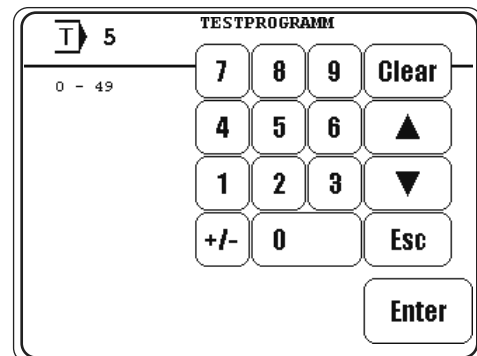 TESTPROGRAMM
T 5
0 - 49
7 8 9 Clear
4 5 6
1 2 3
+/- 0 Esc
Enter